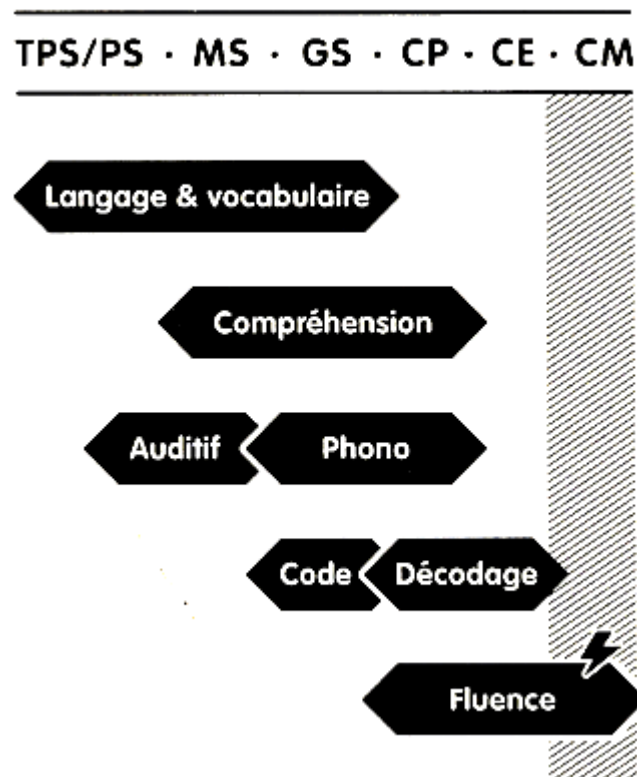 TPS/PS · MS · GS · CP · CE · CM
Langage & vocabulaire
Compréhension
Auditif Phono
Code Décodage
Fluence